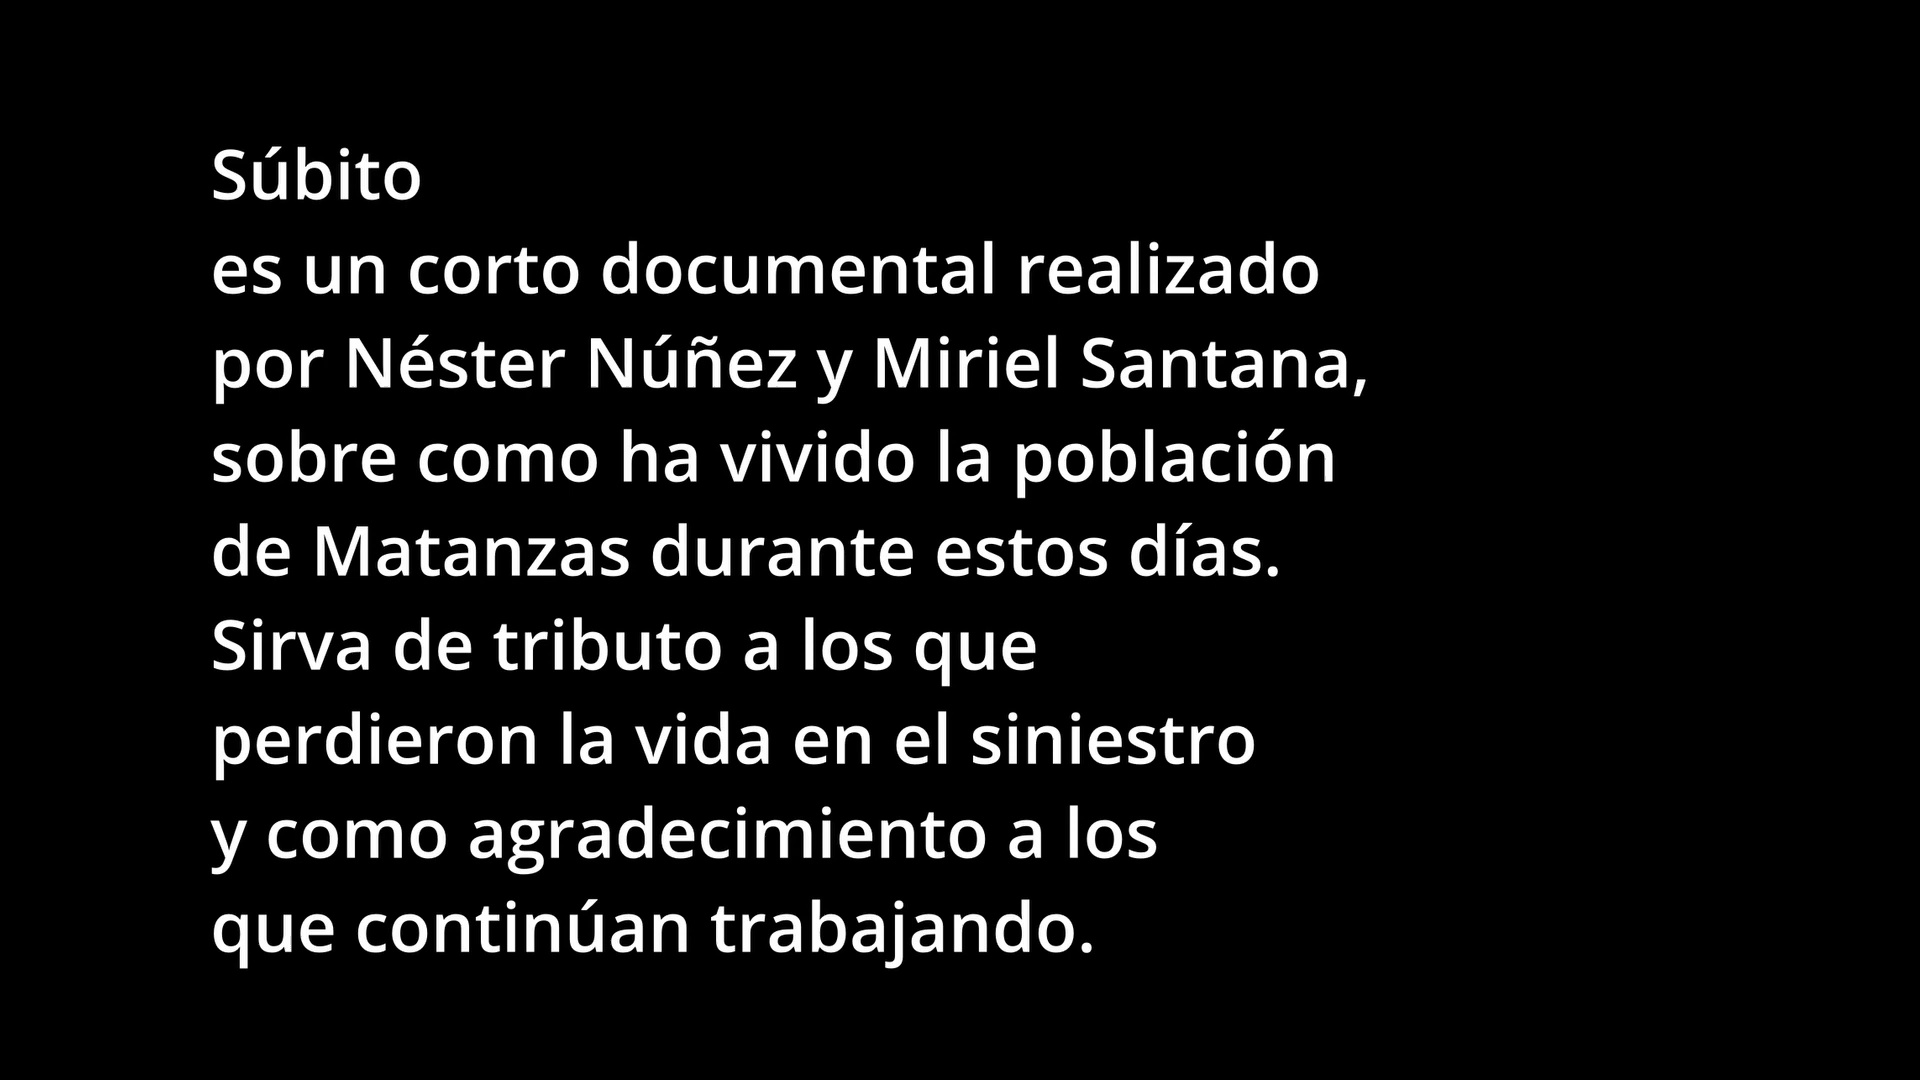 Súbito
es un corto documental realizado
por Néster Núñez y Miriel Santana,
sobre como ha vivido la población
de Matanzas durante estos días.
Sirva de tributo a los que
perdieron la vida en el siniestro
y como agradecimiento a los
que continúan trabajando.